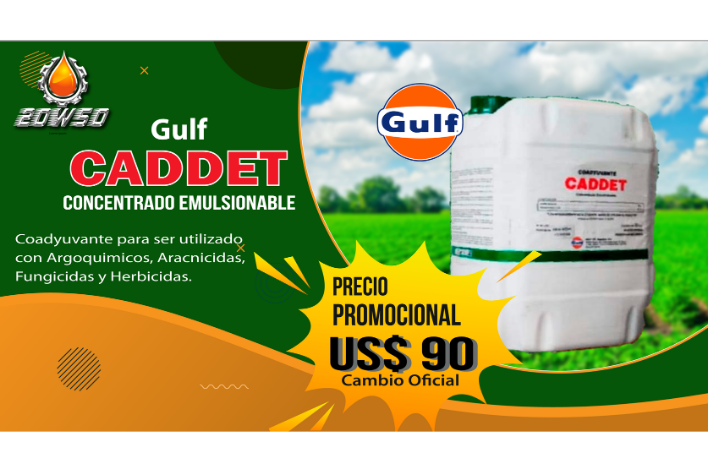 20W50
Gulf
CADDET
CONCENTRADO EMULSIONABLE
Coadyuvante para ser utilizado
con Argoquimicos, Aracnicidas,
Fungicidas y Herbicidas.
Gulf
COADYUVANTE
CADDET
PRECIO
PROMOCIONAL
US$ 90
Cambio Oficial